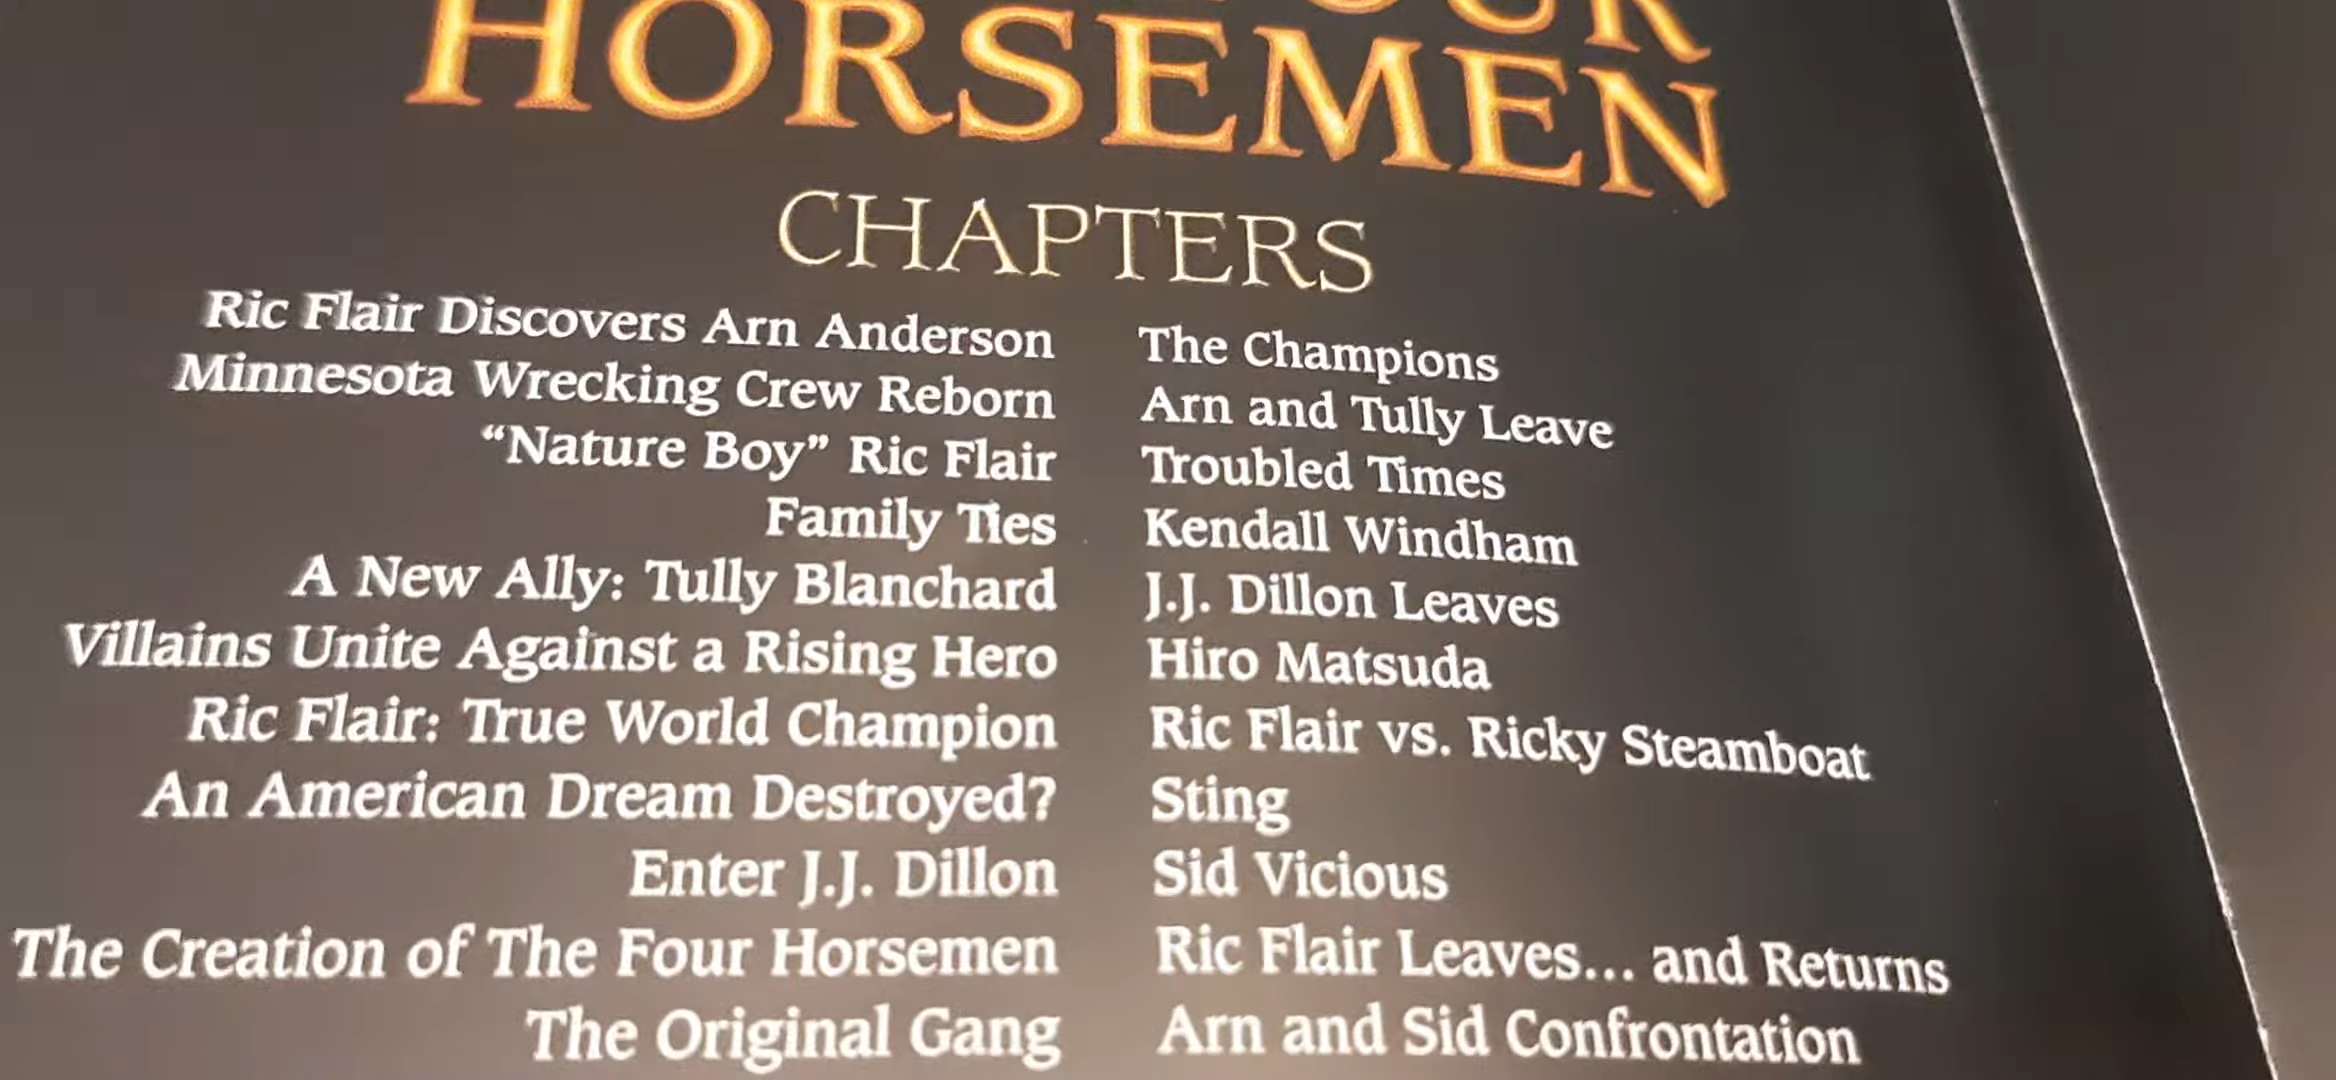 HORSEMEN
CHAPTERS
Ric Flair Discovers Arn Anderson
Minnesota Wrecking Crew Reborn
“Nature Boy” Ric Flair
Family Ties
A New Ally: Tully Blanchard
Villains Unite Against a Rising Hero
Ric Flair: True World Champion
An American Dream Destroyed?
Enter J.J. Dillon
The Creation of The Four Horsemen
The Original Gang
The Champions
Arn and Tully Leave
Troubled Times
Kendall Windham
J.J. Dillon Leaves
Hiro Matsuda
Ric Flair vs. Ricky Steamboat
Sting
Sid Vicious
Ric Flair Leaves... and Returns
Arn and Sid Confrontation